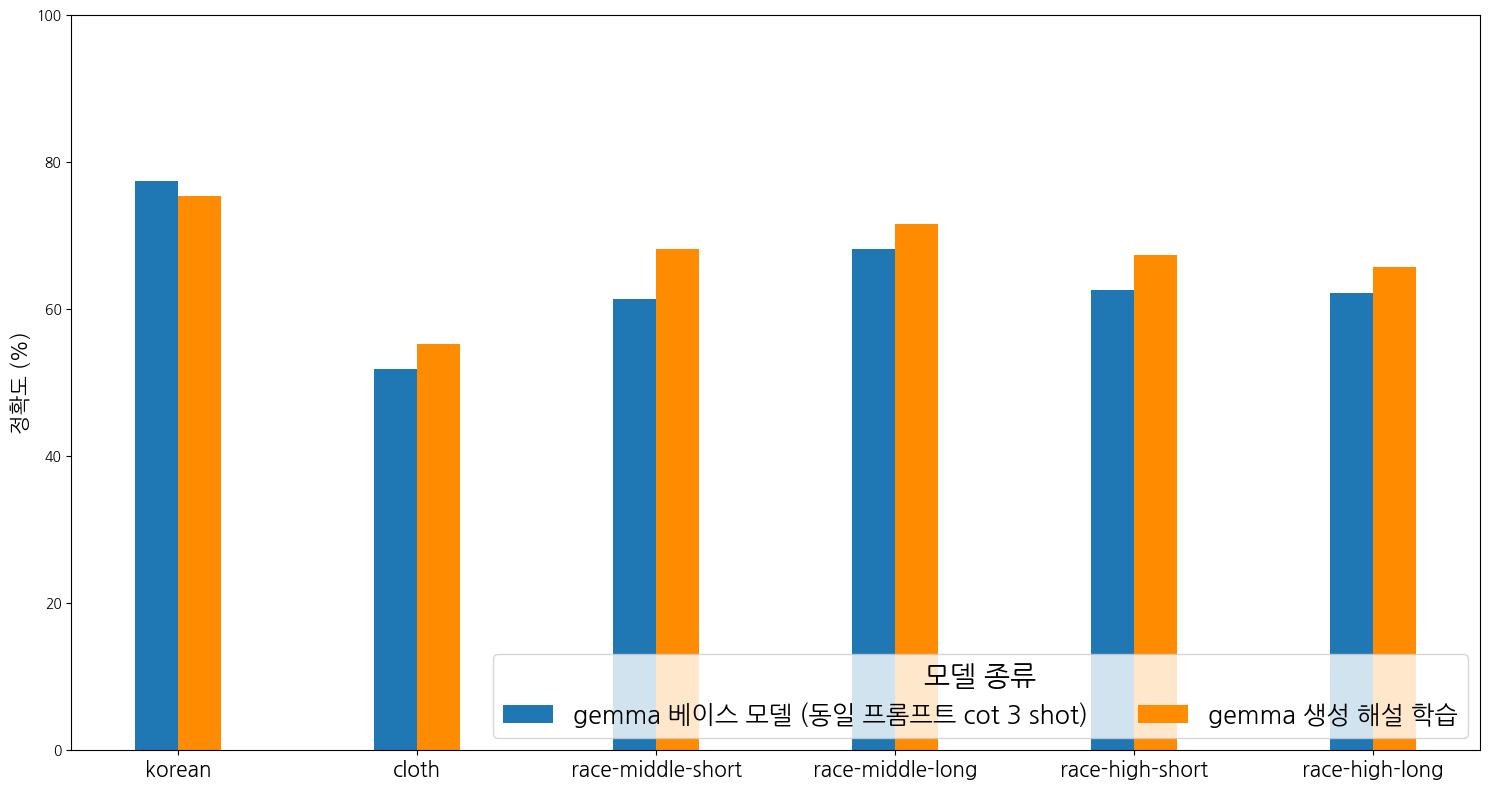 100
80
60
40
20
0
정확도 (%)
모델 종류
gemma 베이스 모델 (동일 프롬프트 cot 3 shot)
gemma 생성 해설 학습
korean
cloth
race-middle-short
race-middle-long
race-high-short
race-high-long